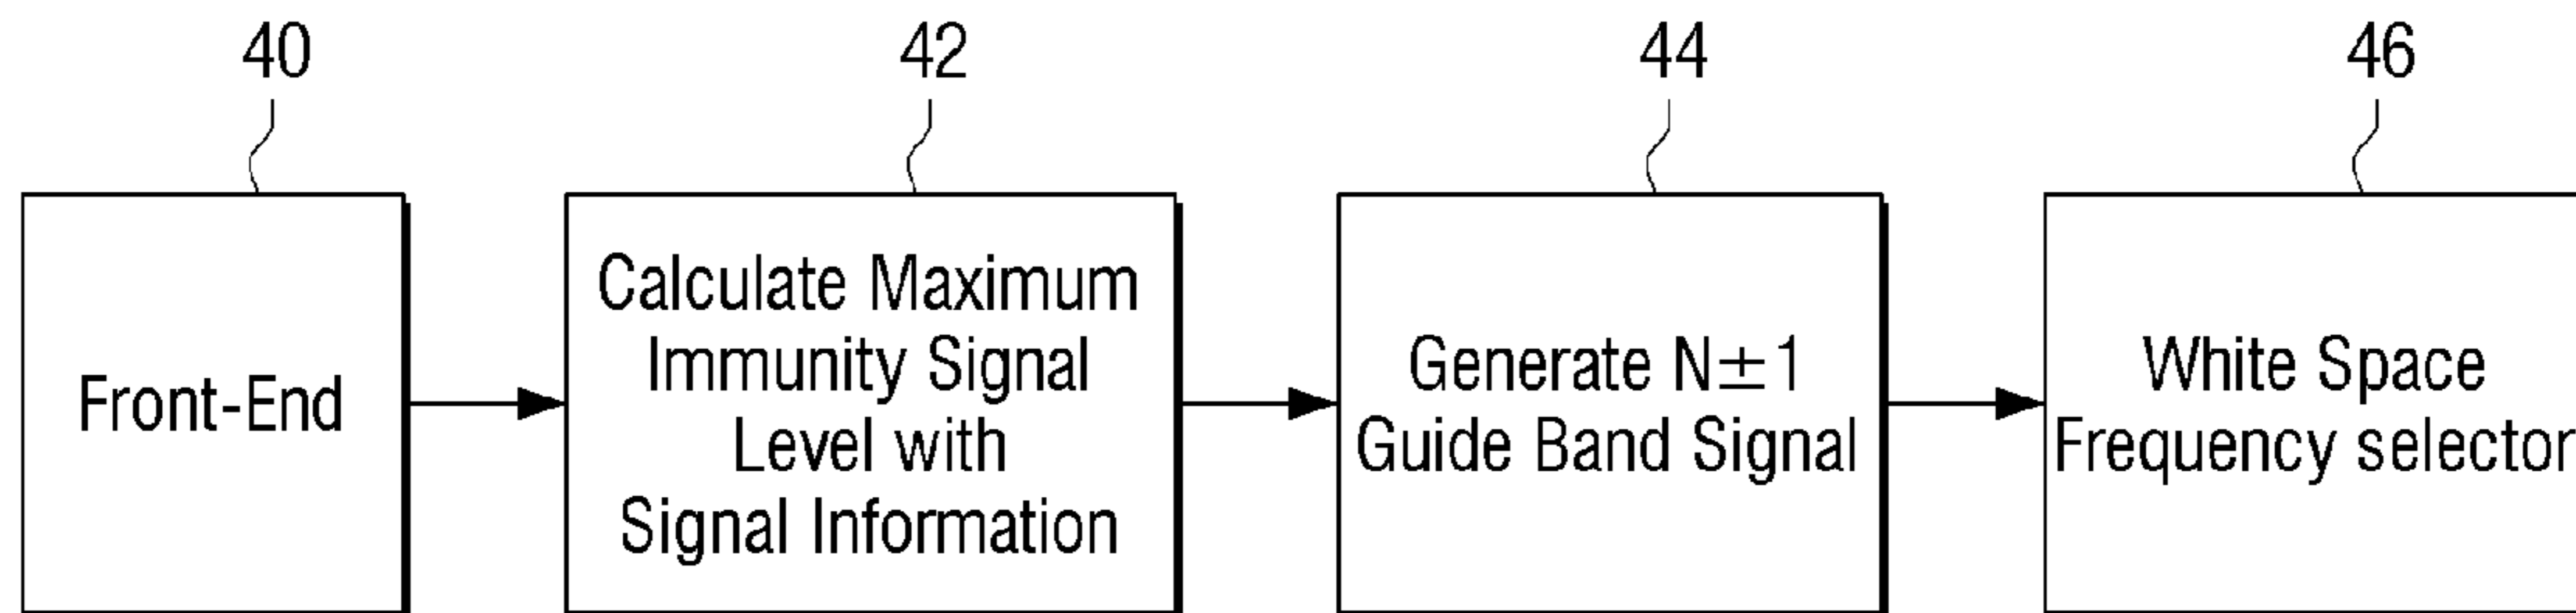 40
42
44
46
Front-End
Calculate Maximum
Immunity Signal
Level with
Signal Information
Generate N±1
Guide Band Signal
White Space
Frequency selector